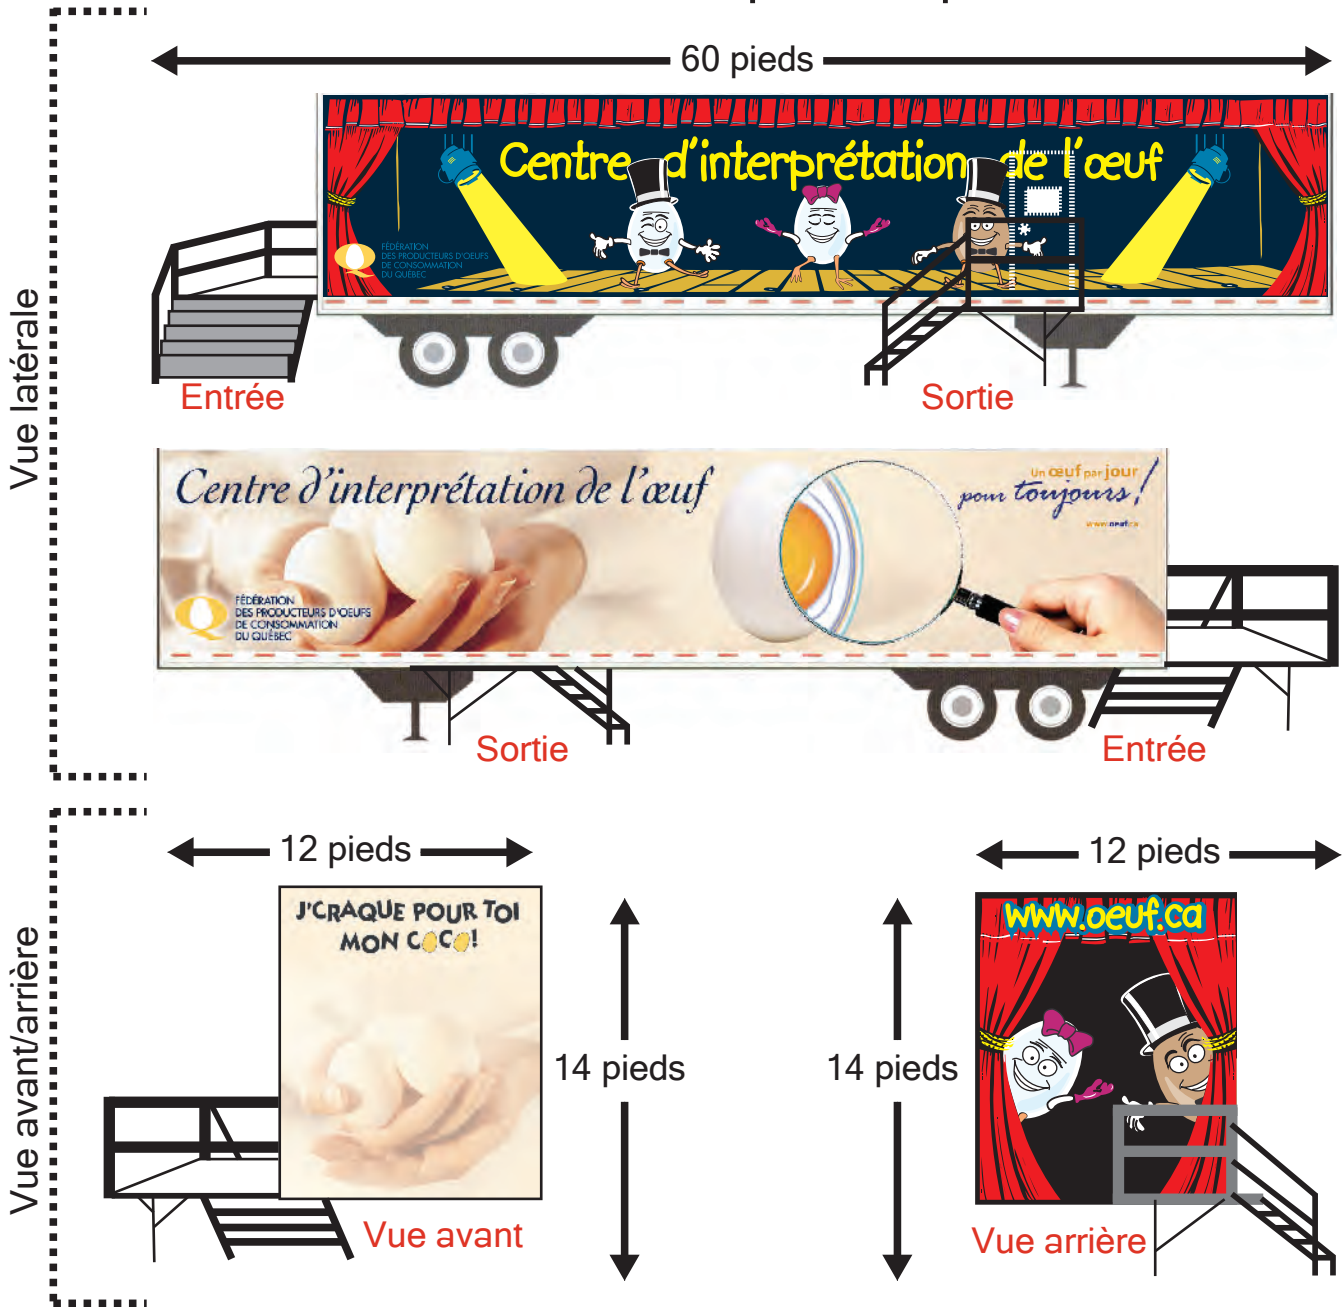 60 pieds
Centre d'interprétation de l'œuf
FÉDÉRATION
DES PRODUCTEURS D'OEUFS
DE CONSOMMATION
DU QUÉBEC
*
Entrée
Sortie
Vue latérale
Centre d'interprétation de l'œuf
Un œuf par jour
pour toujours!
www.oeuf.ca
FÉDÉRATION
DES PRODUCTEURS D'OEUFS
DE CONSOMMATION
DU QUÉBEC
Sortie
Entrée
12 pieds
12 pieds
J'CRAQUE POUR TOI
MON COCO!
www.oeuf.ca
14 pieds
14 pieds
Vue avant/arrière
Vue avant
Vue arrière